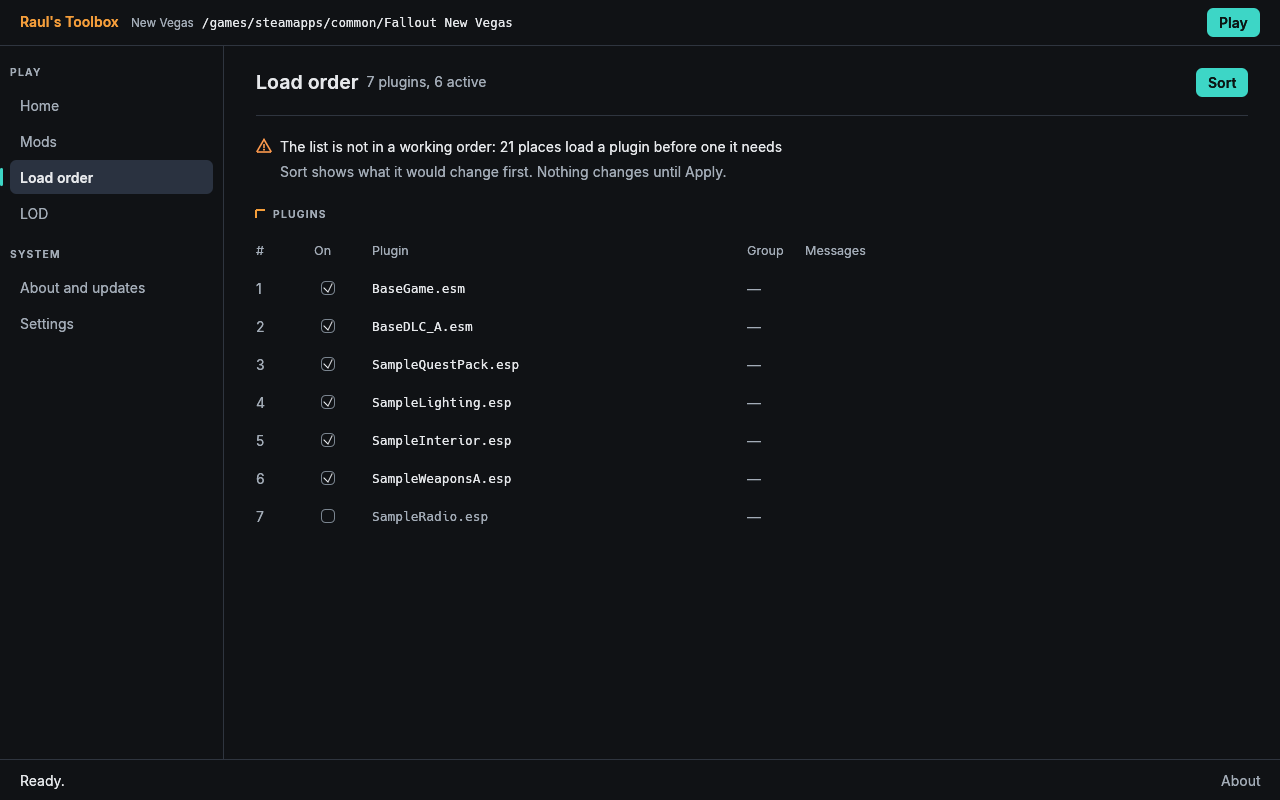 Raul's Toolbox New Vegas /games/steamapps/common/Fallout New Vegas Play
PLAY
Home
Mods
Load order
LOD
SYSTEM
About and updates
Settings
Load order 7 plugins, 6 active Sort
The list is not in a working order: 21 places load a plugin before one it needs
Sort shows what it would change first. Nothing changes until Apply.
PLUGINS
# On Plugin Group Messages
1 BaseGame.esm —
2 BaseDLC_A.esm —
3 SampleQuestPack.esp —
4 SampleLighting.esp —
5 SampleInterior.esp —
6 SampleWeaponsA.esp —
7 SampleRadio.esp —
Ready. About